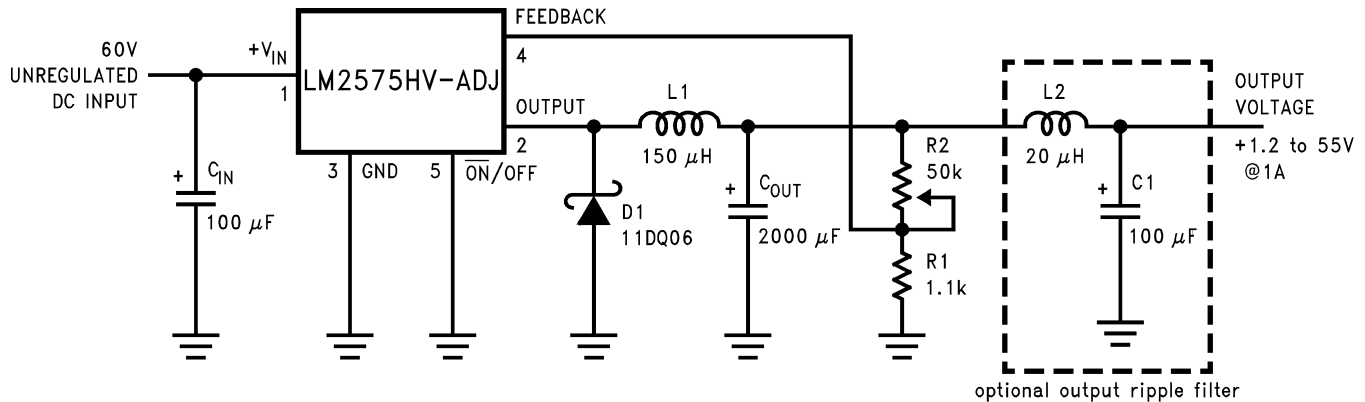 FEEDBACK
4
60V
UNREGULATED
DC INPUT
+VIN
1
LM2575HV-ADJ
OUTPUT
2
3 GND
5 O̅N̅/OFF
+ CIN
100 μF
D1
11DQ06
L1
150 μH
+ COUT
2000 μF
R2
50k
R1
1.1k
L2
20 μH
+ C1
100 μF
OUTPUT
VOLTAGE
+1.2 to 55V
@1A
optional output ripple filter